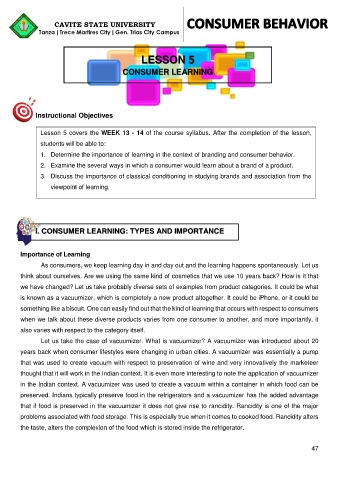 CAVITE STATE UNIVERSITY
Tanza | Trece Martires City | Gen. Trias City Campus
CONSUMER BEHAVIOR
LESSON 5
CONSUMER LEARNING
Instructional Objectives
Lesson 5 covers the WEEK 13 - 14 of the course syllabus. After the completion of the lesson,
students will be able to:
1. Determine the importance of learning in the context of branding and consumer behavior.
2. Examine the several ways in which a consumer would learn about a brand of a product.
3. Discuss the importance of classical conditioning in studying brands and association from the
viewpoint of learning.
I. CONSUMER LEARNING: TYPES AND IMPORTANCE
Importance of Learning
As consumers, we keep learning day in and day out and the learning happens spontaneously. Let us
think about ourselves. Are we using the same kind of cosmetics that we use 10 years back? How is it that
we have changed? Let us take probably diverse sets of examples from product categories. It could be what
is known as a vacuumizer, which is completely a new product altogether. It could be iPhone, or it could be
something like a biscuit. One can easily find out that the kind of learning that occurs with respect to consumers
when we talk about these diverse products varies from one consumer to another, and more importantly, it
also varies with respect to the category itself.
Let us take the case of vacuumizer. What is vacuumizer? A vacuumizer was introduced about 20
years back when consumer lifestyles were changing in urban cities. A vacuumizer was essentially a pump
that was used to create vacuum with respect to preservation of wine and very innovatively the marketeer
thought that it will work in the Indian context. It is even more interesting to note the application of vacuumizer
in the Indian context. A vacuumizer was used to create a vacuum within a container in which food can be
preserved. Indians typically preserve food in the refrigerators and a vacuumizer has the added advantage
that if food is preserved in the vacuumizer it does not give rise to rancidity. Rancidity is one of the major
problems associated with food storage. This is especially true when it comes to cooked food. Rancidity alters
the taste, alters the complexion of the food which is stored inside the refrigerator.
47